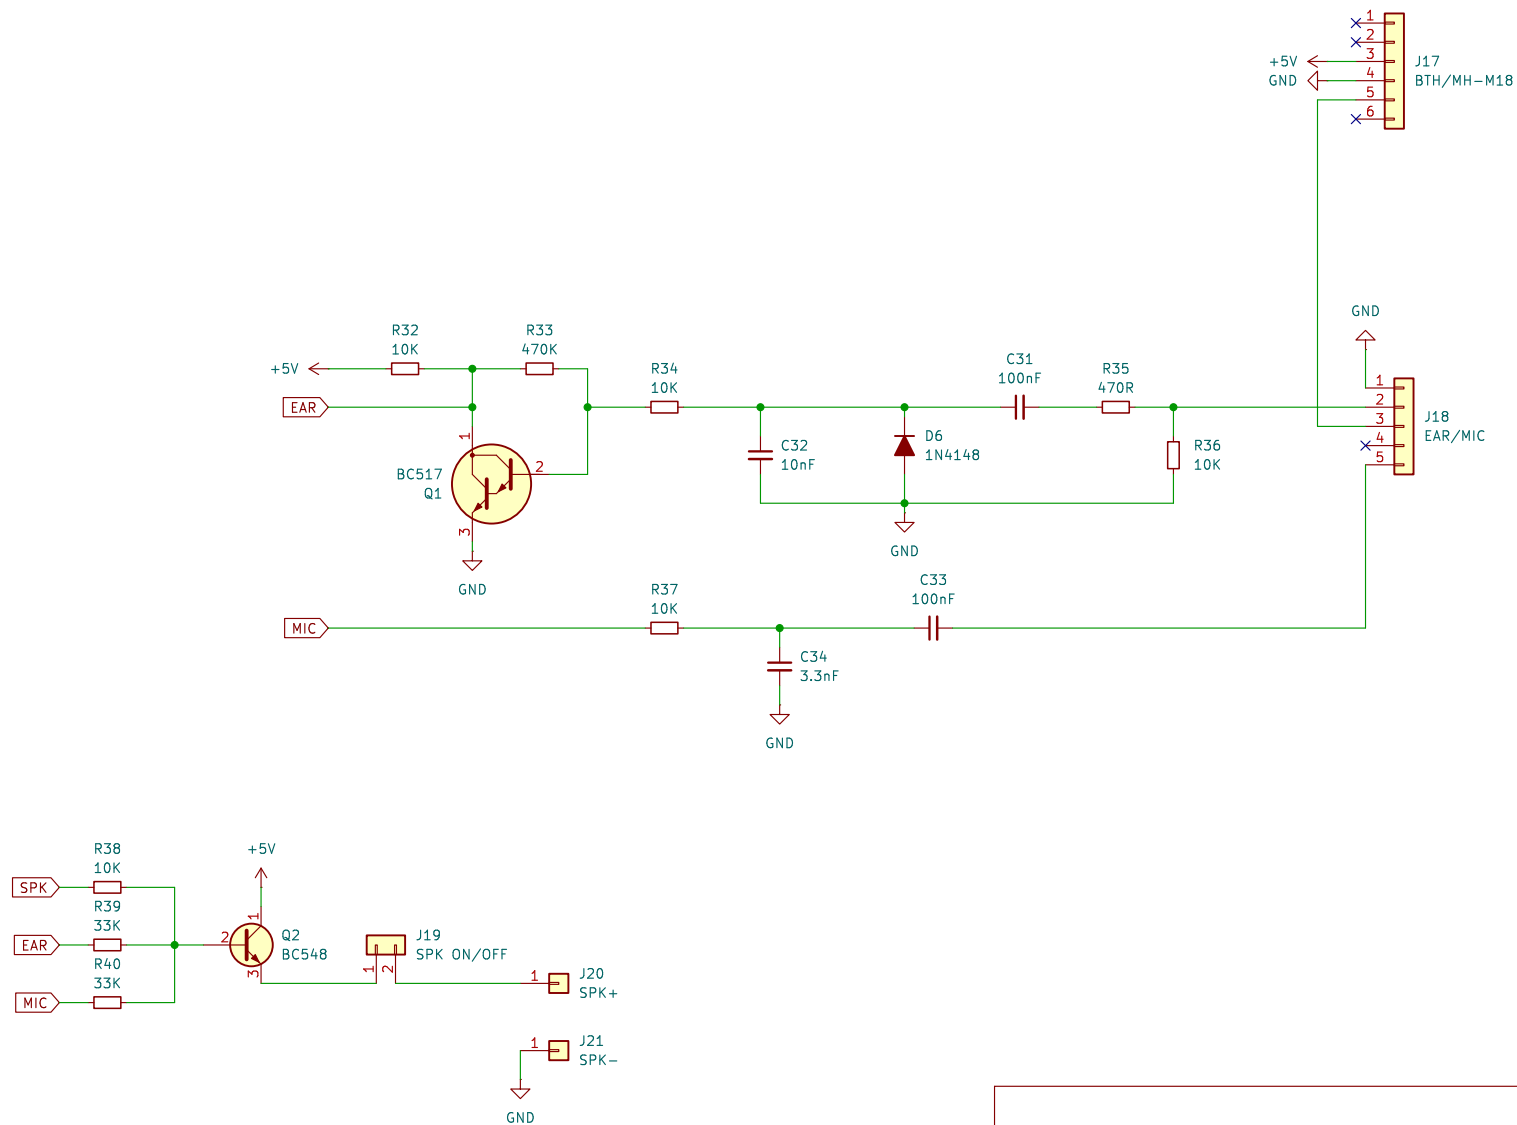 1
2
3
4
5
6
+5V
GND
J17
BTH/MH-M18
GND
1
2
3
4
5
J18
EAR/MIC
R32
10K
R33
470K
+5V
EAR
R34
10K
C31
100nF
R35
470R
1
2
3
BC517
Q1
GND
C32
10nF
D6
1N4148
R36
10K
GND
MIC
R37
10K
C33
100nF
C34
3.3nF
GND
R38
10K
SPK
R39
33K
EAR
R40
33K
MIC
+5V
1
2
3
Q2
BC548
J19
SPK ON/OFF
1
2
1
J20
SPK+
1
J21
SPK-
GND